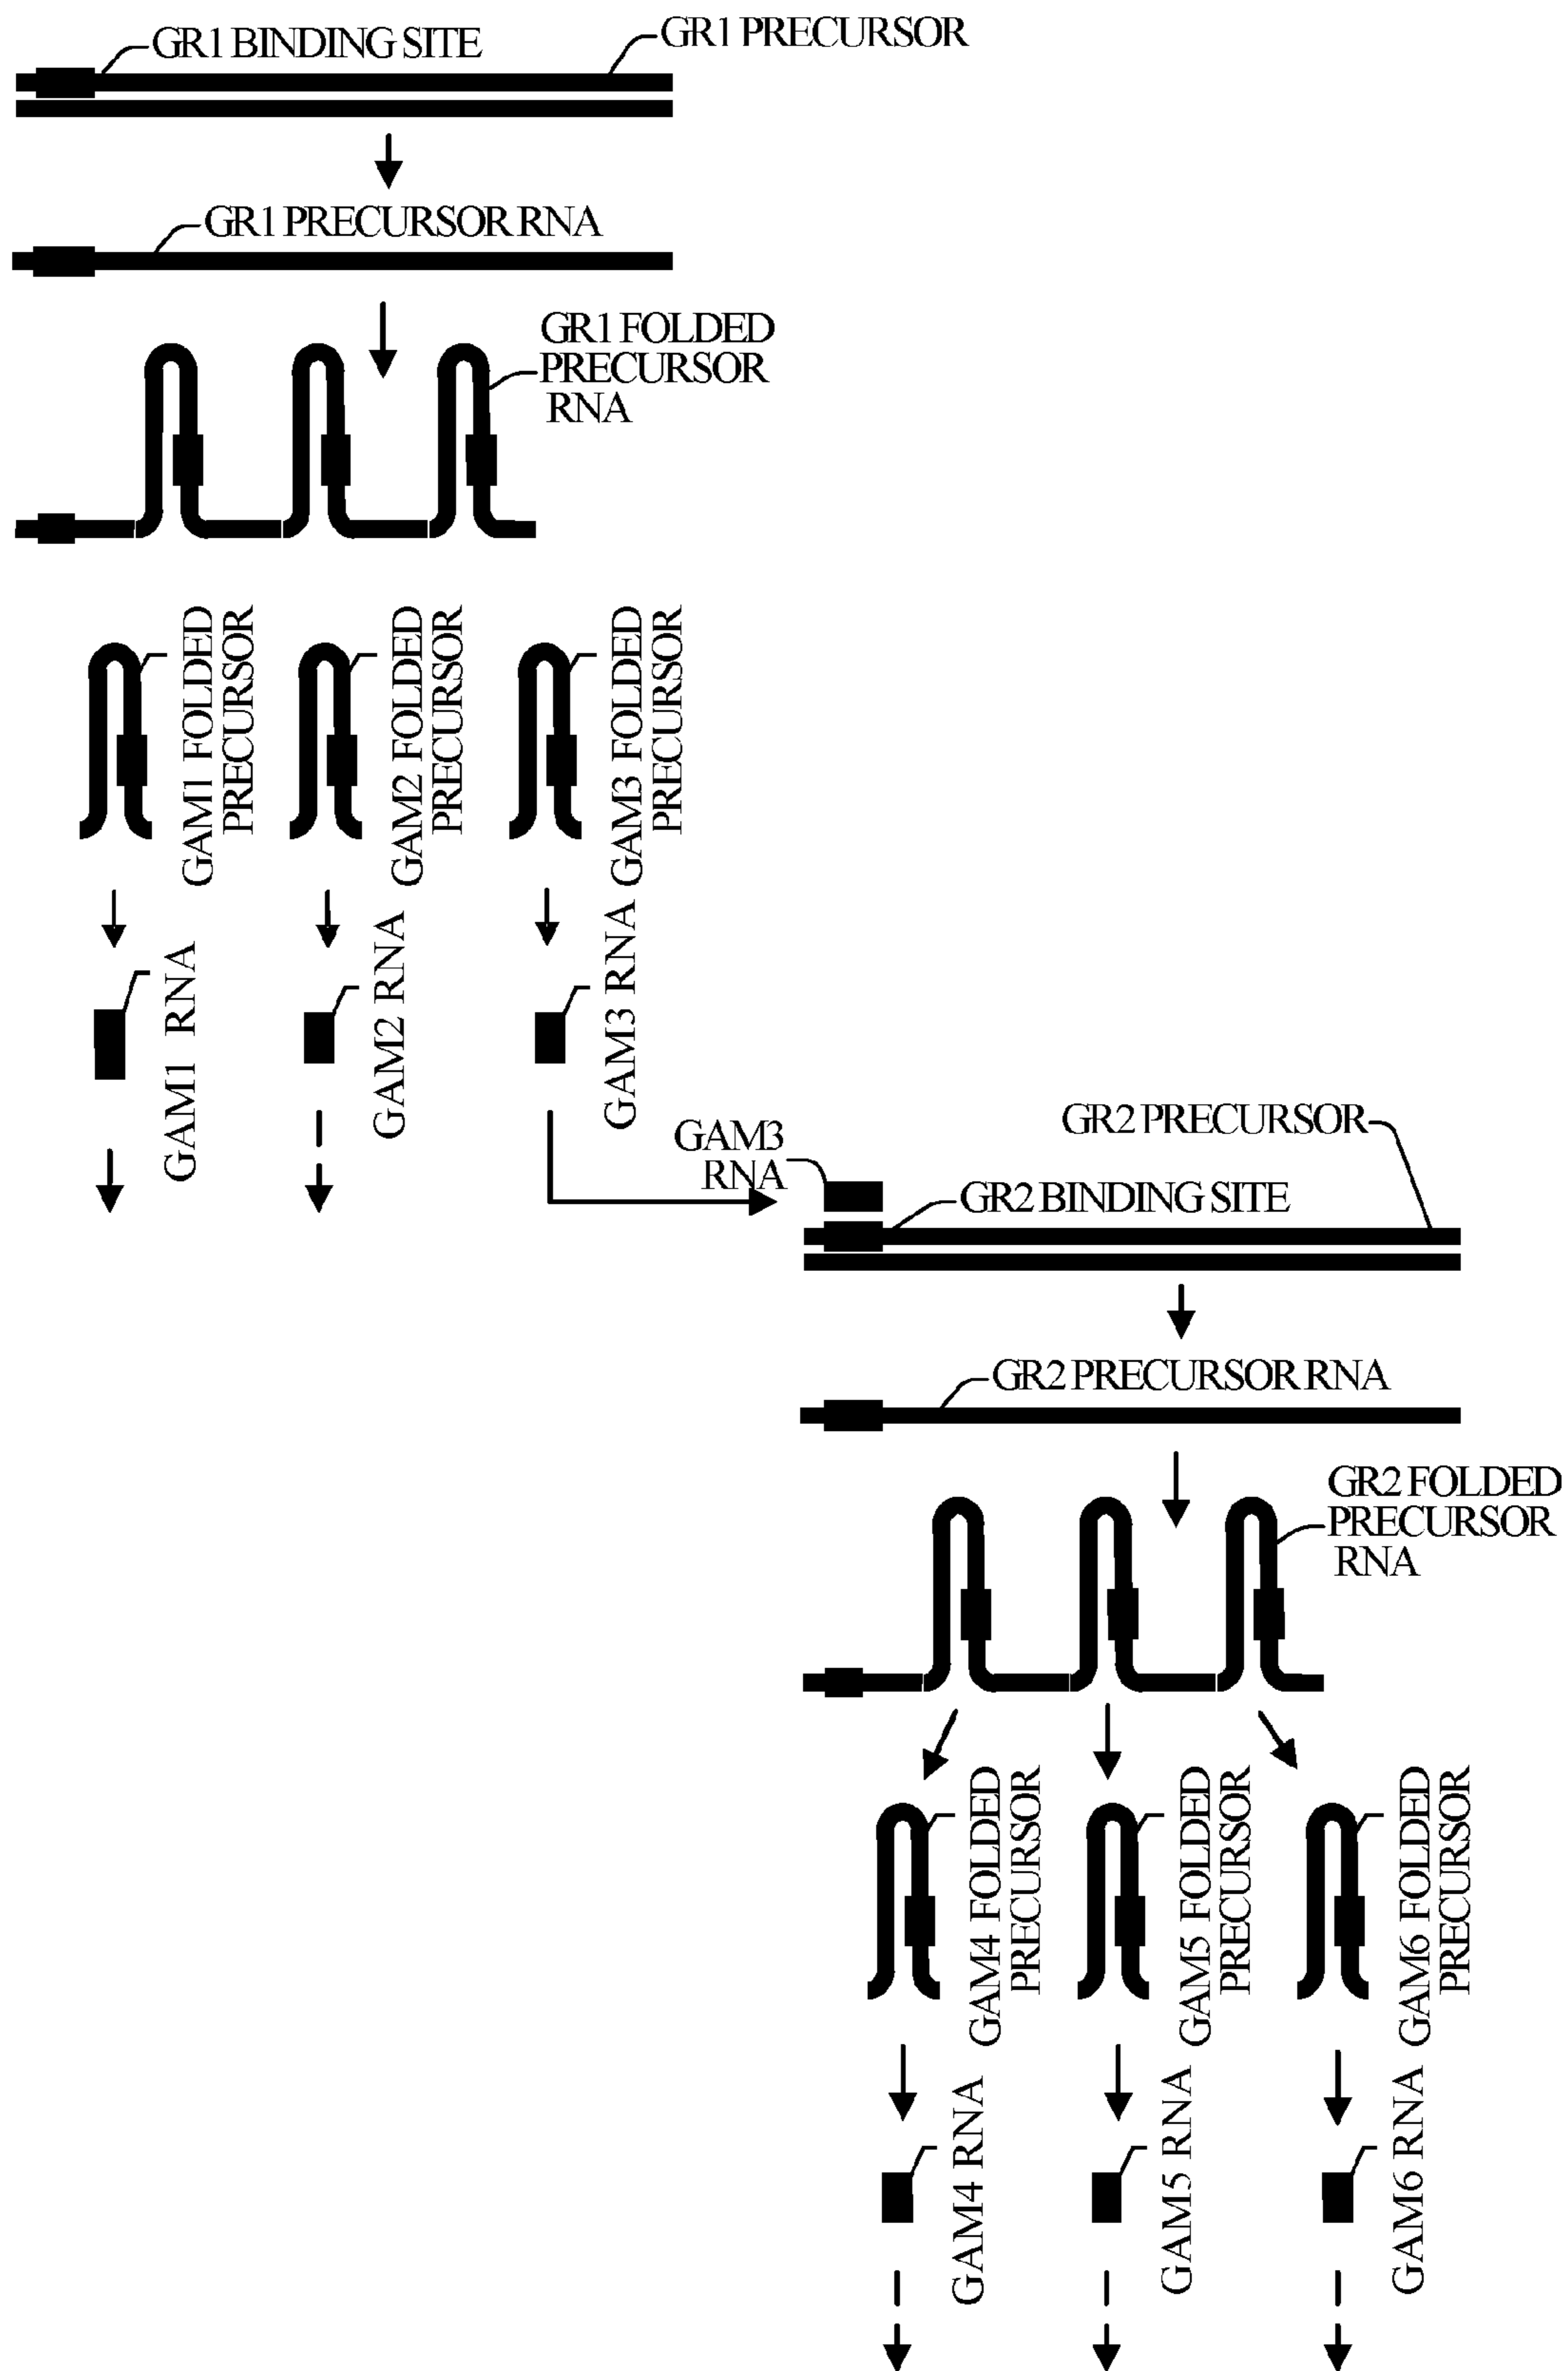 GR1 BINDING SITE
GR1 PRECURSOR
GR1 PRECURSOR RNA
GR1 FOLDED
PRECURSOR
RNA
GAM1 FOLDED
PRECURSOR
GAM2 FOLDED
PRECURSOR
GAM3 FOLDED
PRECURSOR
GAM1 RNA
GAM2 RNA
GAM3 RNA
GAM3
RNA
GR2 PRECURSOR
GR2 BINDING SITE
GR2 PRECURSOR RNA
GR2 FOLDED
PRECURSOR
RNA
GAM4 FOLDED
PRECURSOR
GAM5 FOLDED
PRECURSOR
GAM6 FOLDED
PRECURSOR
GAM4 RNA
GAM5 RNA
GAM6 RNA